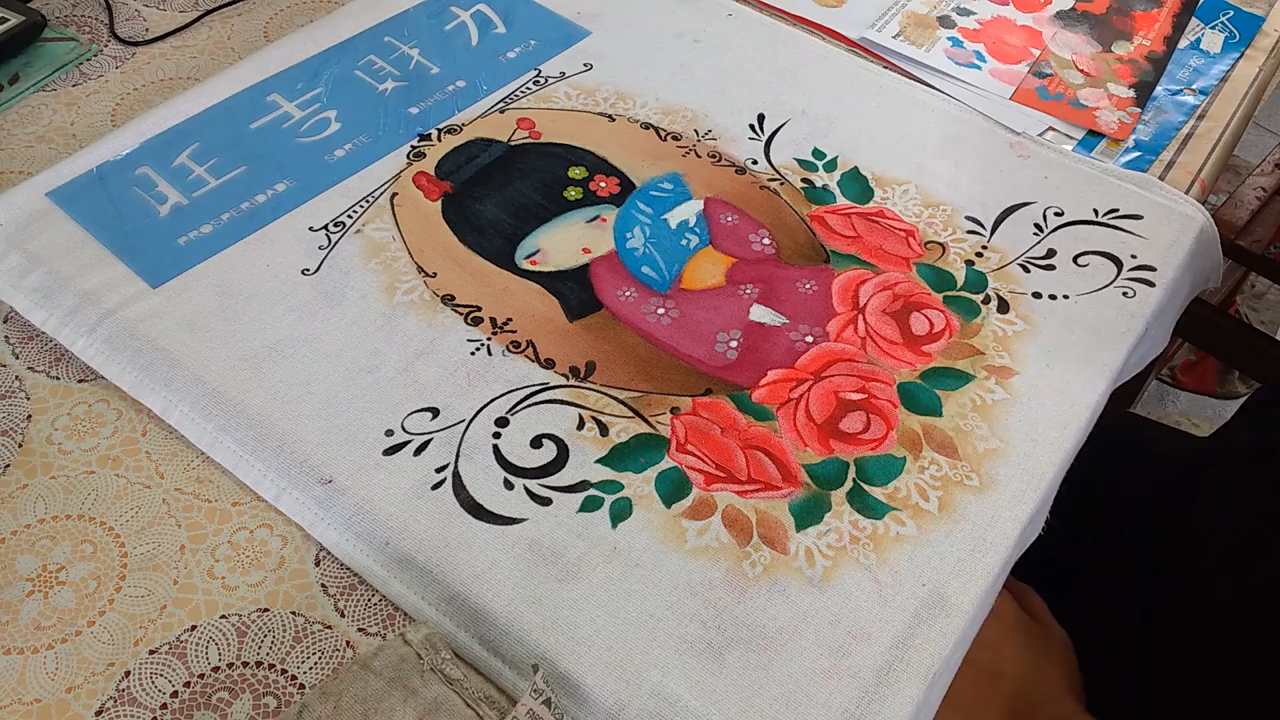 旺 吉 財 力
PROSPERIDADE SORTE DINHEIRO FORÇA